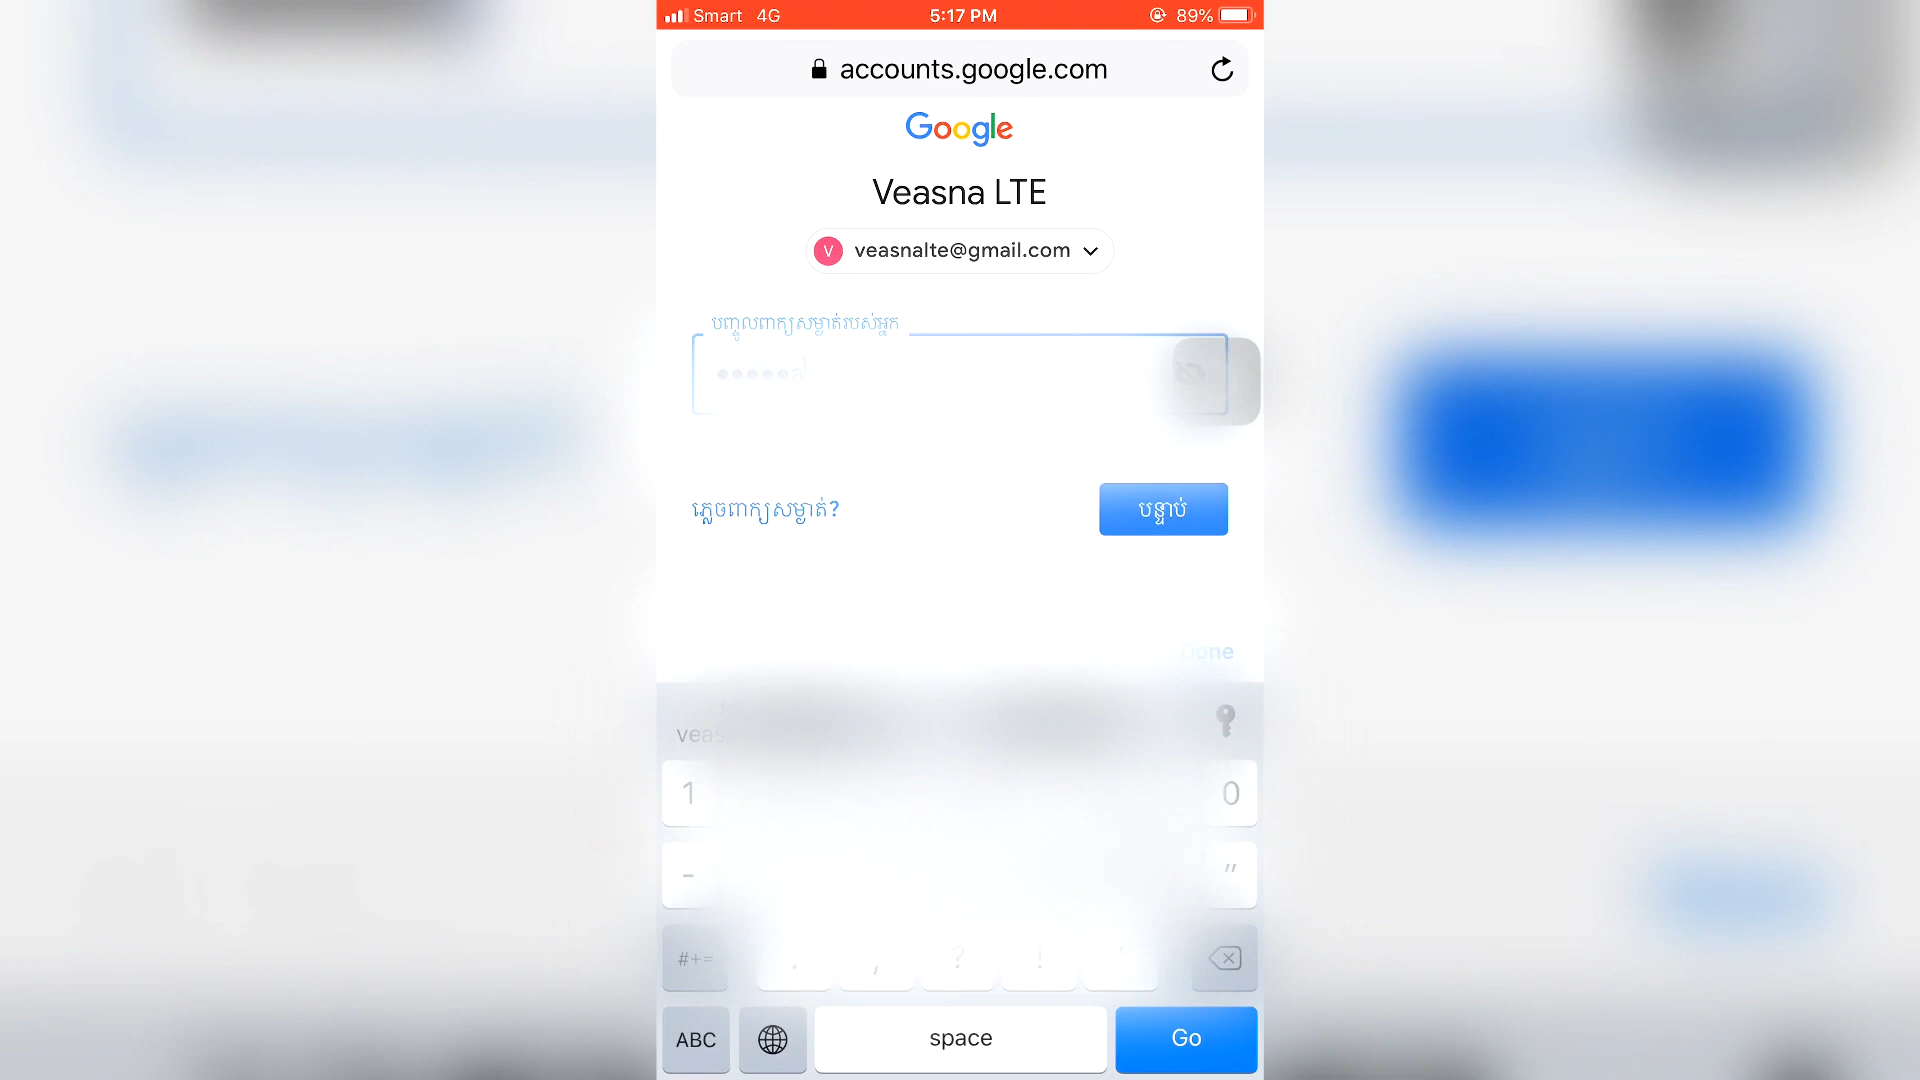 Smart 4G 5:17 PM 89%
accounts.google.com
Google
Veasna LTE
V veasnalte@gmail.com
បញ្ចូលពាក្យសម្ងាត់របស់អ្នក
ភ្លេចពាក្យសម្ងាត់?
បន្ទាប់
Done
1 0
- "
#+= . , ? ! '
ABC space Go